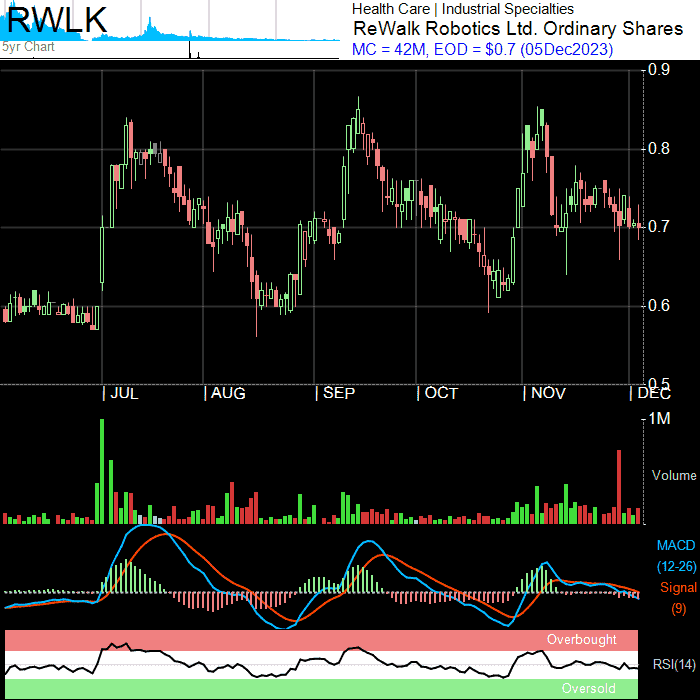 RWLK
5yr Chart
Health Care | Industrial Specialties
ReWalk Robotics Ltd. Ordinary Shares
MC = 42M, EOD = $0.7 (05Dec2023)
0.9
0.8
0.7
0.6
0.5
|JUL |AUG |SEP |OCT |NOV |DEC
1M
Volume
MACD
(12-26)
Signal
(9)
Overbought
RSI(14)
Oversold